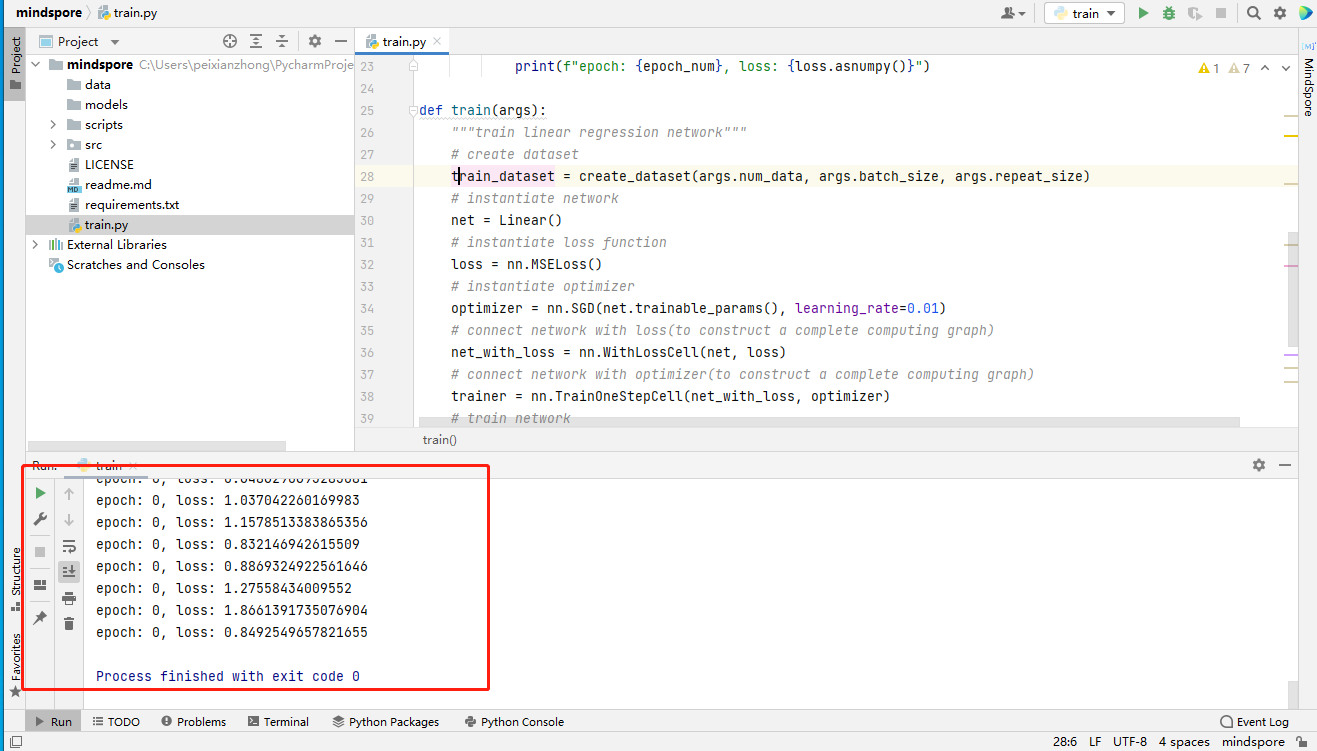 mindspore train.py
train
Project
train.py
Project
mindspore C:\Users\peixianzhong\PycharmProje
data
models
scripts
src
LICENSE
readme.md
requirements.txt
train.py
External Libraries
Scratches and Consoles
23 print(f"epoch: {epoch_num}, loss: {loss.asnumpy()}")
1 7
24
25 def train(args):
26 """train linear regression network"""
27 # create dataset
28 train_dataset = create_dataset(args.num_data, args.batch_size, args.repeat_size)
29 # instantiate network
30 net = Linear()
31 # instantiate loss function
32 loss = nn.MSELoss()
33 # instantiate optimizer
34 optimizer = nn.SGD(net.trainable_params(), learning_rate=0.01)
35 # connect network with loss(to construct a complete computing graph)
36 net_with_loss = nn.WithLossCell(net, loss)
37 # connect network with optimizer(to construct a complete computing graph)
38 trainer = nn.TrainOneStepCell(net_with_loss, optimizer)
39 # train network
train()
MindSpore
Run: train
epoch: 0, loss:
epoch: 0, loss: 1.037042260169983
epoch: 0, loss: 1.1578513383865356
epoch: 0, loss: 0.832146942615509
epoch: 0, loss: 0.8869324922561646
epoch: 0, loss: 1.27558434009552
epoch: 0, loss: 1.8661391735076904
epoch: 0, loss: 0.8492549657821655
Process finished with exit code 0
Structure
Favorites
Run TODO Problems Terminal Python Packages Python Console Event Log
28:6 LF UTF-8 4 spaces mindspore